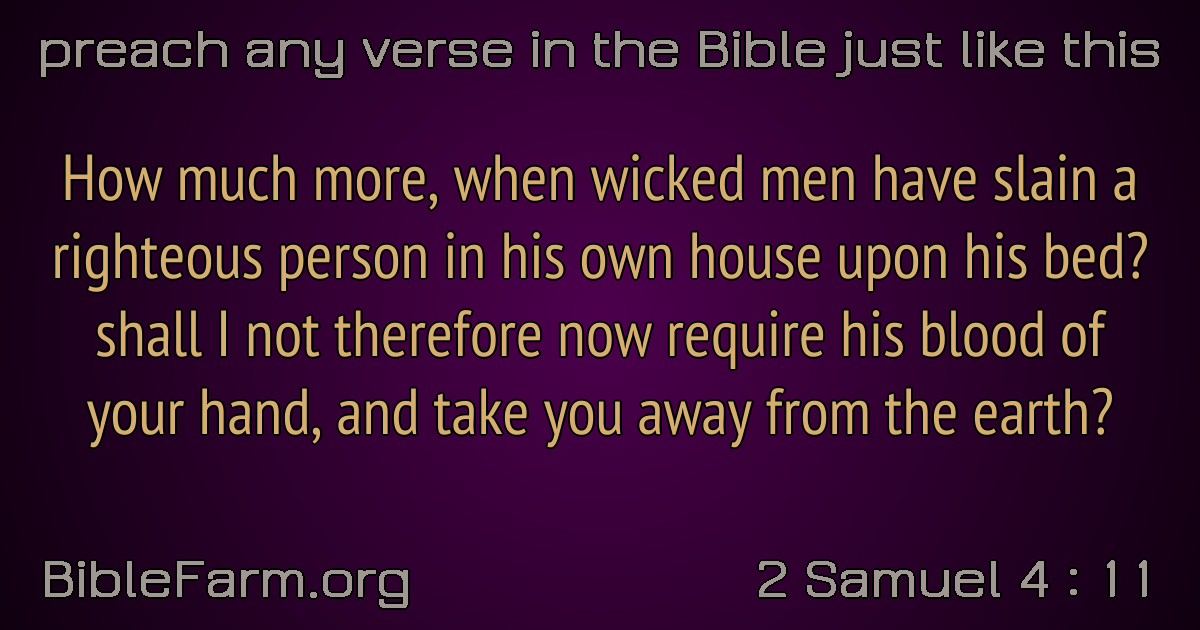 preach any verse in the Bible just like this
How much more, when wicked men have slain a
righteous person in his own house upon his bed?
shall I not therefore now require his blood of
your hand, and take you away from the earth?
BibleFarm.org
2 Samuel 4 : 11